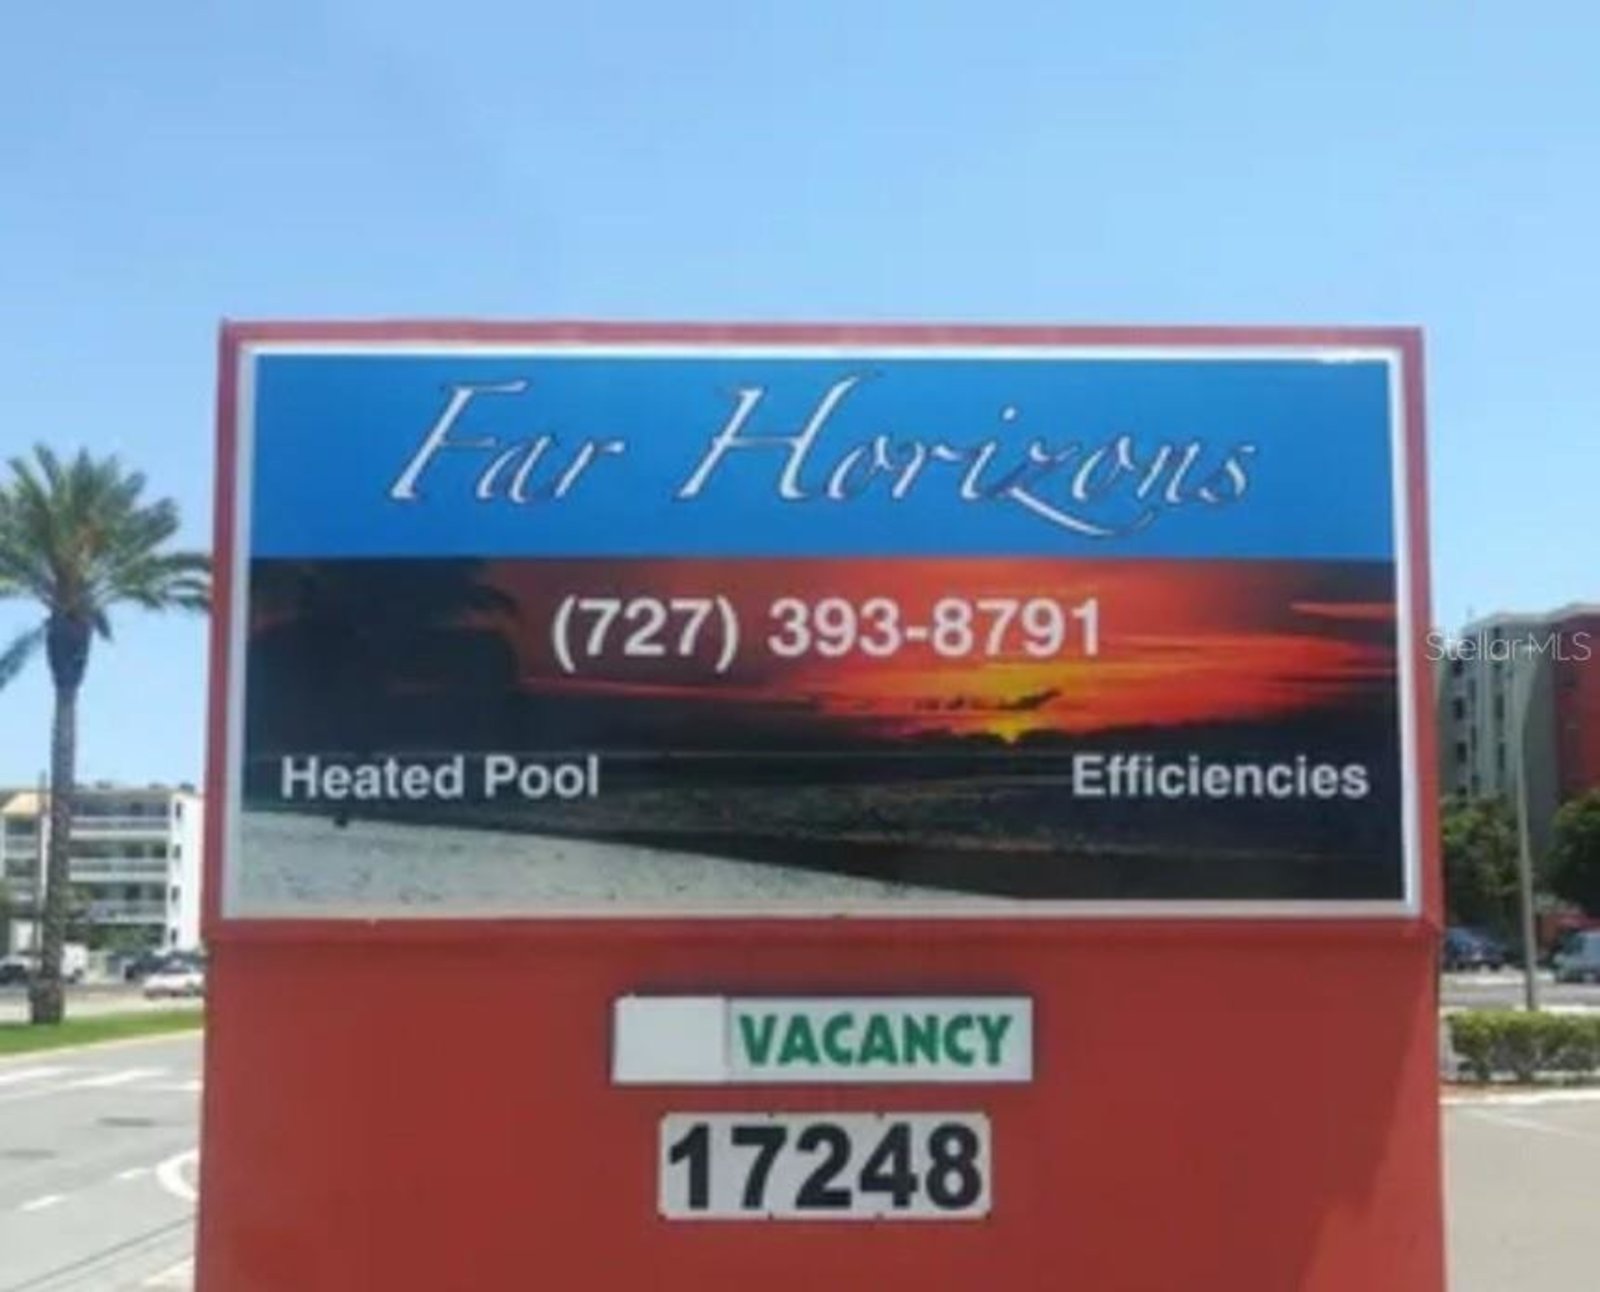 Far Horizons
(727) 393-8791
StellarMLS
Heated Pool
Efficiencies
VACANCY
17248